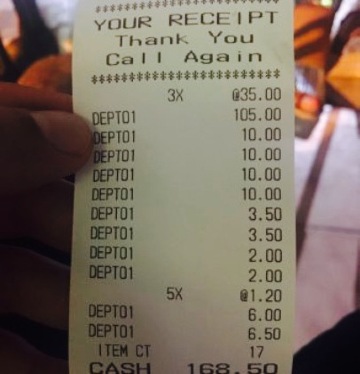 ************************
YOUR RECEIPT
Thank You
Call Again
************************
3X @35.00
DEPT01 105.00
DEPT01 10.00
DEPT01 10.00
DEPT01 10.00
DEPT01 10.00
DEPT01 3.50
DEPT01 3.50
DEPT01 2.00
DEPT01 2.00
5X @1.20
DEPT01 6.00
DEPT01 6.50
ITEM CT 17
CASH 168.50